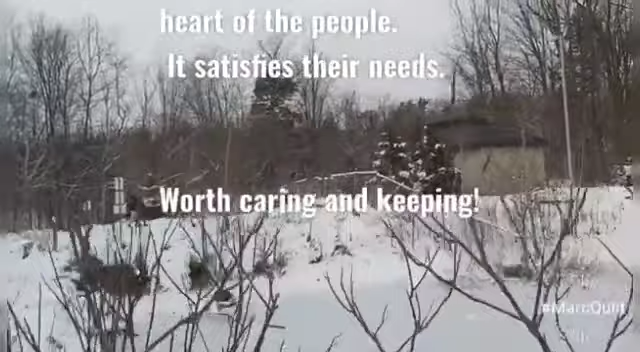 heart of the people.
It satisfies their needs.
Worth caring and keeping!
#MarcQuilt